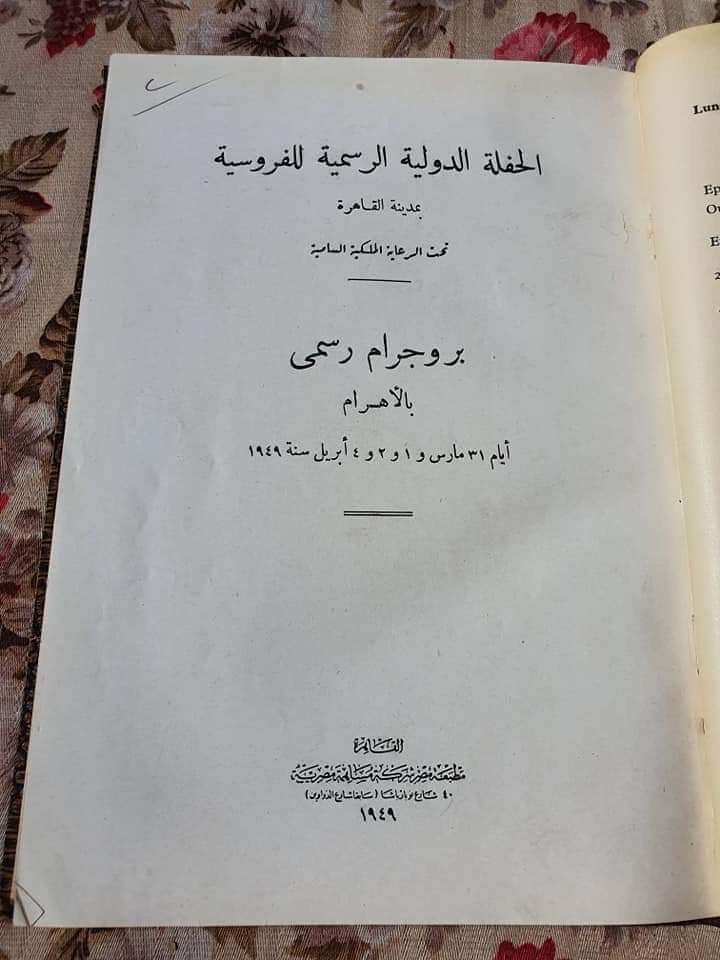 الحفلة الدولية الرسمية للفروسية
بمدينة القاهرة
تحت الرعاية الملكية السامية
بروجرام رسمى
بالأهرام
أيام ٣١ مارس و ١ و ٢ و ٤ أبريل سنة ١٩٤٩
القاهرة
مطبعة مصر شركة مساهمة مصرية
٤٠ شارع نوبار باشا (سابقا شارع الدواوين)
١٩٤٩
Lun
Ep
Ou
E
2